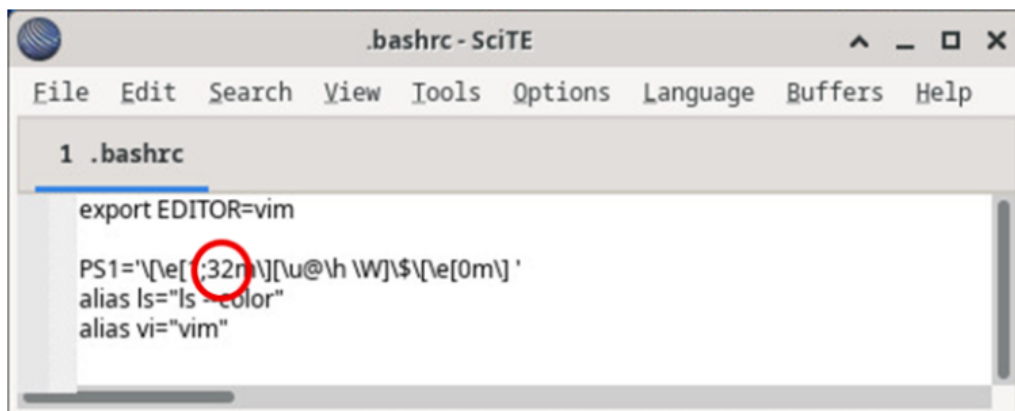 .bashrc - SciTE
File Edit Search View Tools Options Language Buffers Help
1 .bashrc
export EDITOR=vim
PS1='\[\e[1;32m\][\u@\h \W]\$\[\e[0m\] '
alias ls="ls --color"
alias vi="vim"